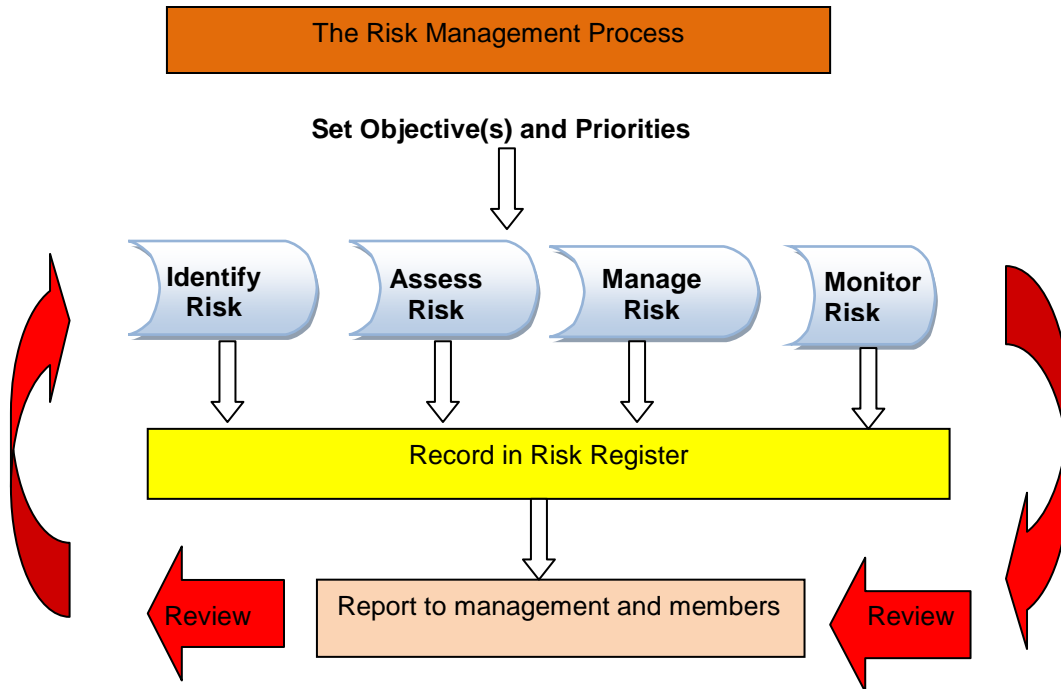 The Risk Management Process
Set Objective(s) and Priorities
Identify
Risk
Assess
Risk
Manage
Risk
Monitor
Risk
Record in Risk Register
Review
Report to management and members
Review